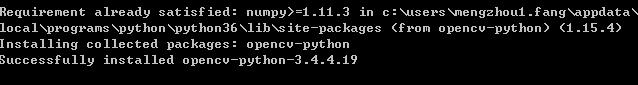 Requirement already satisfied: numpy>=1.11.3 in c:\users\mengzhou1.fang\appdata\
local\programs\python\python36\lib\site-packages (from opencv-python) (1.15.4)
Installing collected packages: opencv-python
Successfully installed opencv-python-3.4.4.19